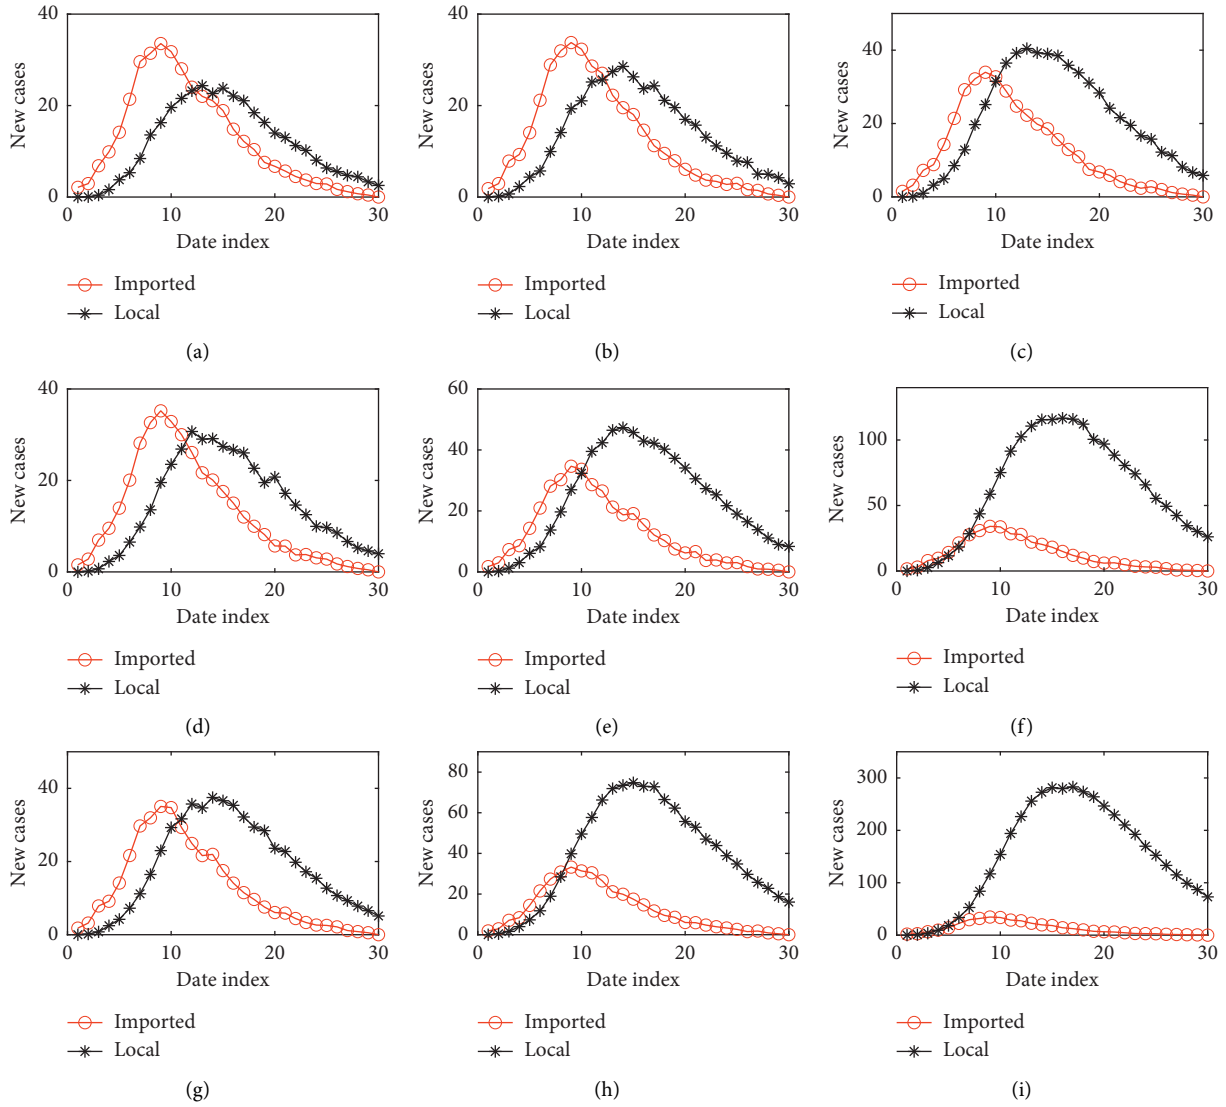 40
20
0
New cases
0 10 20 30
Date index
Imported
Local
(a)
40
20
0
New cases
0 10 20 30
Date index
Imported
Local
(b)
40
20
0
New cases
0 10 20 30
Date index
Imported
Local
(c)
40
20
0
New cases
0 10 20 30
Date index
Imported
Local
(d)
60
40
20
0
New cases
0 10 20 30
Date index
Imported
Local
(e)
100
50
0
New cases
0 10 20 30
Date index
Imported
Local
(f)
40
20
0
New cases
0 10 20 30
Date index
Imported
Local
(g)
80
60
40
20
0
New cases
0 10 20 30
Date index
Imported
Local
(h)
300
200
100
50
0
New cases
0 10 20 30
Date index
Imported
Local
(i)